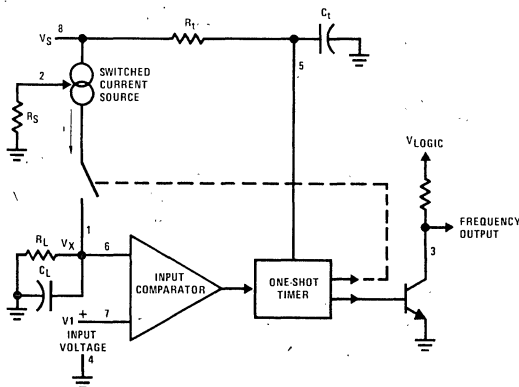 Ct
Rt
VS 8
5
2
SWITCHED
CURRENT
SOURCE
RS
VLOGIC
1
RL
VX
6
FREQUENCY
OUTPUT
3
CL
INPUT
COMPARATOR
ONE-SHOT
TIMER
V1 +
7
INPUT
VOLTAGE
4